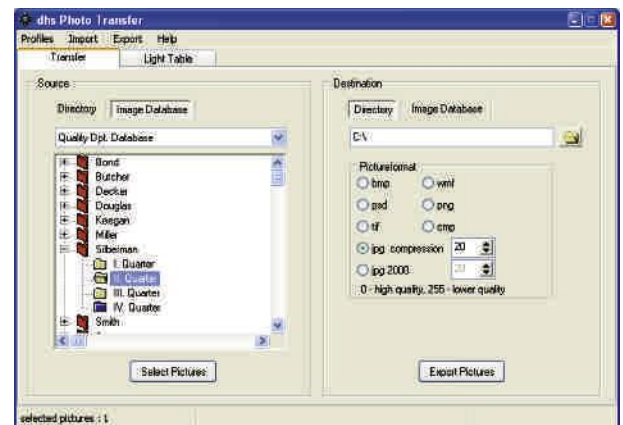 dhs Photo Transfer
Profiles Import Export Help
Transfer Light Table
Source
Directory Image Database
Quality Dpt. Database
Bond
Butcher
Decker
Douglas
Keegan
Miller
Silbelman
I. Quarter
II. Quarter
III. Quarter
IV. Quarter
Smith
Select Pictures
Destination
Directory Image Database
C:\
Pictureformat
bmp wmf
psd png
tif cmp
jpg compression 20
jpg 2000 20
0 - high quality, 255 - lower quality
Export Pictures
selected pictures : 1